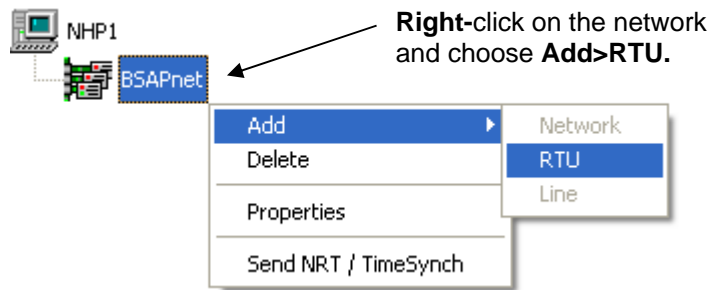 NHP1
Right-click on the network
and choose Add>RTU.
BSAPnet
Add
Delete
Properties
Send NRT / TimeSynch
Network
RTU
Line